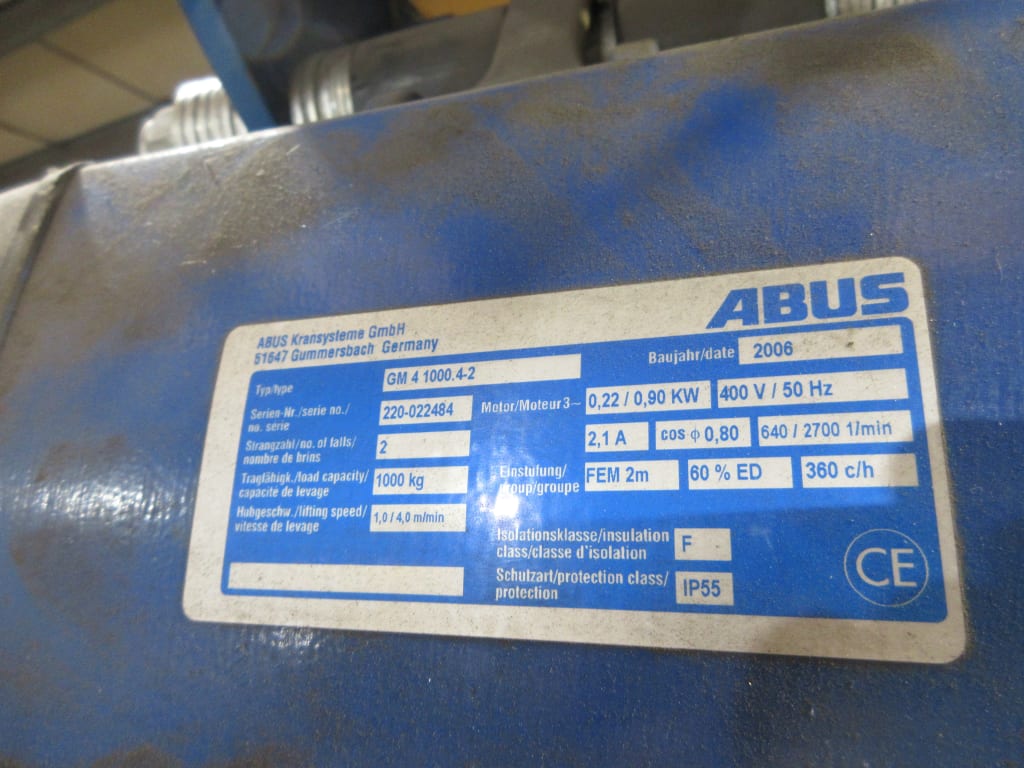 ABUS
ABUS Kransysteme GmbH
51647 Gummersbach Germany
Baujahr/date 2006
Typ/type GM 4 1000.4-2
Serien-Nr./serie no./
no. série 220-022484
Motor/Moteur 3~ 0,22 / 0,90 KW 400 V / 50 Hz
Strangzahl/no. of falls/
nombre de brins 2
2,1 A cos φ 0,80 640 / 2700 1/min
Tragfähigk./load capacity/
capacité de levage 1000 kg
Einstufung/
group/groupe FEM 2m 60 % ED 360 c/h
Hubgeschw./lifting speed/
vitesse de levage 1,0 / 4,0 m/min
Isolationsklasse/insulation
class/classe d'isolation F
Schutzart/protection class/
protection IP55
CE